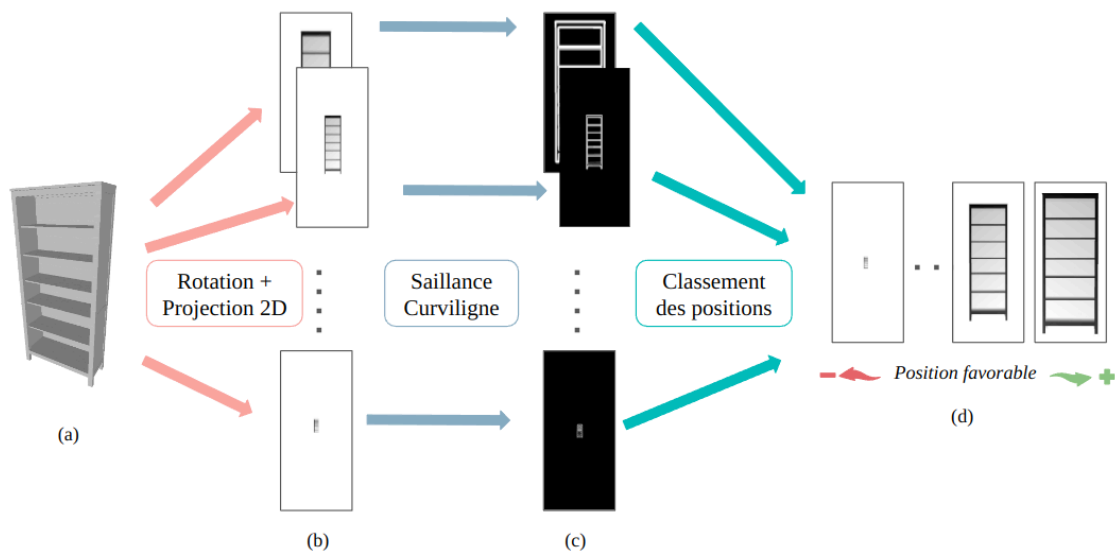 Rotation +
Projection 2D
Saillance
Curviligne
Classement
des positions
Position favorable
(a)
(b)
(c)
(d)